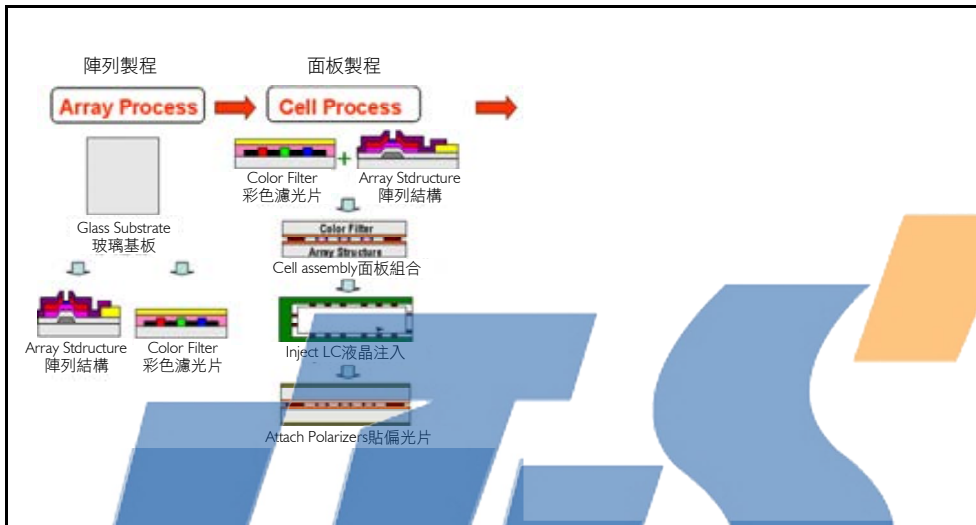 陣列製程
Array Process
Glass Substrate
玻璃基板
Array Stdructure
陣列結構
Color Filter
彩色濾光片
面板製程
Cell Process
Color Filter
彩色濾光片
+
Array Stdructure
陣列結構
Color Filter
Array Structure
Cell assembly面板組合
Inject LC液晶注入
Attach Polarizers貼偏光片
iT.S'